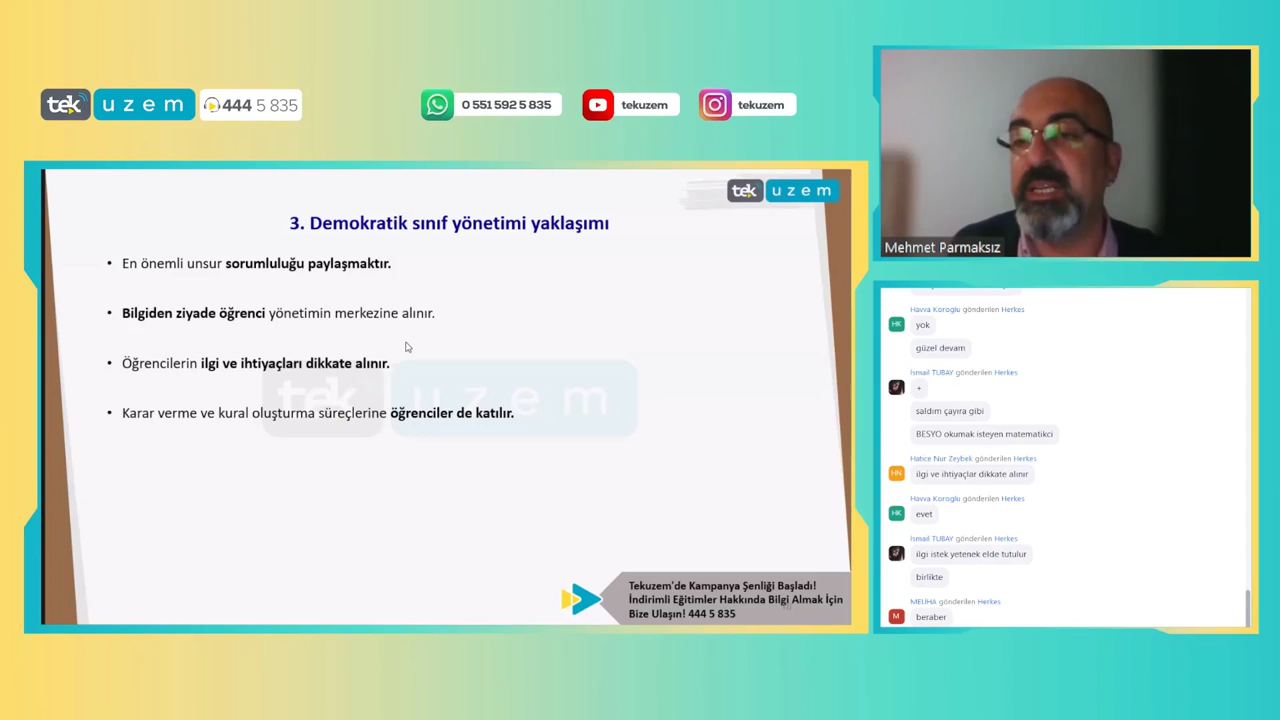 tek uzem 444 5 835
0 551 592 5 835
tekuzem
tekuzem
tek uzem
3. Demokratik sınıf yönetimi yaklaşımı
• En önemli unsur sorumluluğu paylaşmaktır.
• Bilgiden ziyade öğrenci yönetimin merkezine alınır.
• Öğrencilerin ilgi ve ihtiyaçları dikkate alınır.
tek uzem
• Karar verme ve kural oluşturma süreçlerine öğrenciler de katılır.
Tekuzem'de Kampanya Şenliği Başladı!
İndirimli Eğitimler Hakkında Bilgi Almak İçin
Bize Ulaşın! 444 5 835
Mehmet Parmaksız
Havva Koroglu gönderilen Herkes
HK yok
güzel devam
İsmail TUBAY gönderilen Herkes
+
saldım çayıra gibi
BESYO okumak isteyen matematikci
Hatice Nur Zeybek gönderilen Herkes
HN ilgi ve ihtiyaçlar dikkate alınır
Havva Koroglu gönderilen Herkes
HK evet
İsmail TUBAY gönderilen Herkes
ilgi istek yetenek elde tutulur
birlikte
MELİHA gönderilen Herkes
M beraber